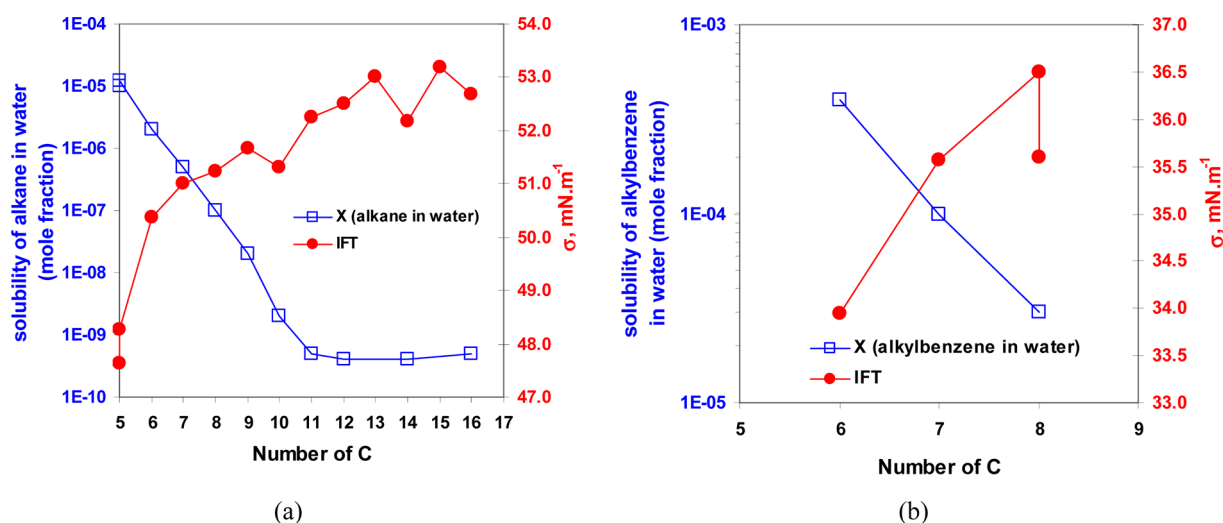 solubility of alkane in water
(mole fraction)
1E-04
1E-05
1E-06
1E-07
1E-08
1E-09
1E-10
54.0
53.0
52.0
51.0
50.0
49.0
48.0
47.0
σ, mN.m-1
X (alkane in water)
IFT
5 6 7 8 9 10 11 12 13 14 15 16 17
Number of C
(a)
solubility of alkylbenzene
in water (mole fraction)
1E-03
1E-04
1E-05
37.0
36.5
36.0
35.5
35.0
34.5
34.0
33.5
33.0
σ, mN.m-1
X (alkylbenzene in water)
IFT
5 6 7 8 9
Number of C
(b)